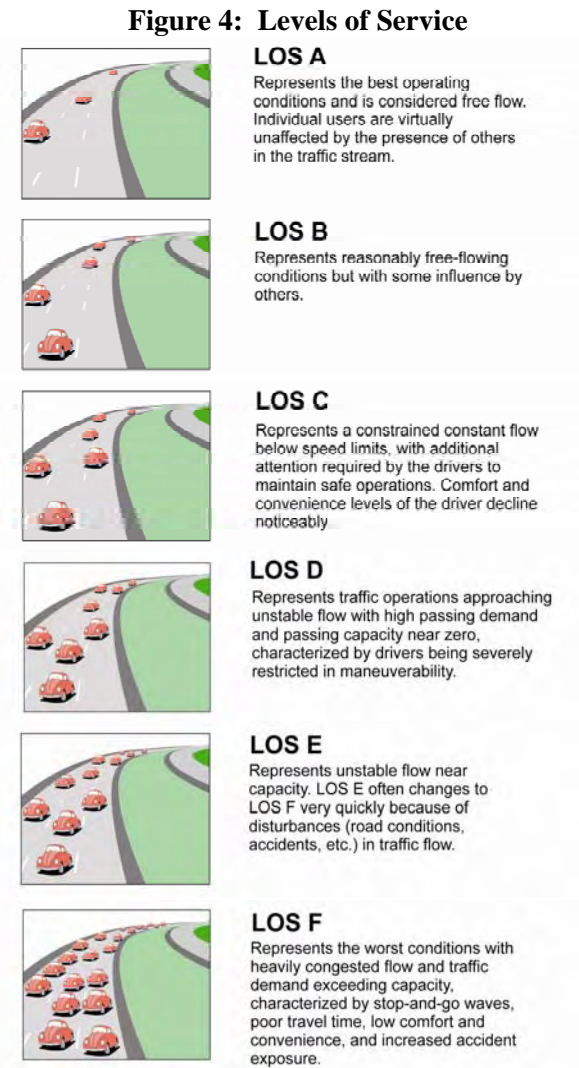 Figure 4: Levels of Service
LOS A
Represents the best operating
conditions and is considered free flow.
Individual users are virtually
unaffected by the presence of others
in the traffic stream.
LOS B
Represents reasonably free-flowing
conditions but with some influence by
others.
LOS C
Represents a constrained constant flow
below speed limits, with additional
attention required by the drivers to
maintain safe operations. Comfort and
convenience levels of the driver decline
noticeably
LOS D
Represents traffic operations approaching
unstable flow with high passing demand
and passing capacity near zero,
characterized by drivers being severely
restricted in maneuverability.
LOS E
Represents unstable flow near
capacity. LOS E often changes to
LOS F very quickly because of
disturbances (road conditions,
accidents, etc.) in traffic flow.
LOS F
Represents the worst conditions with
heavily congested flow and traffic
demand exceeding capacity,
characterized by stop-and-go waves,
poor travel time, low comfort and
convenience, and increased accident
exposure.